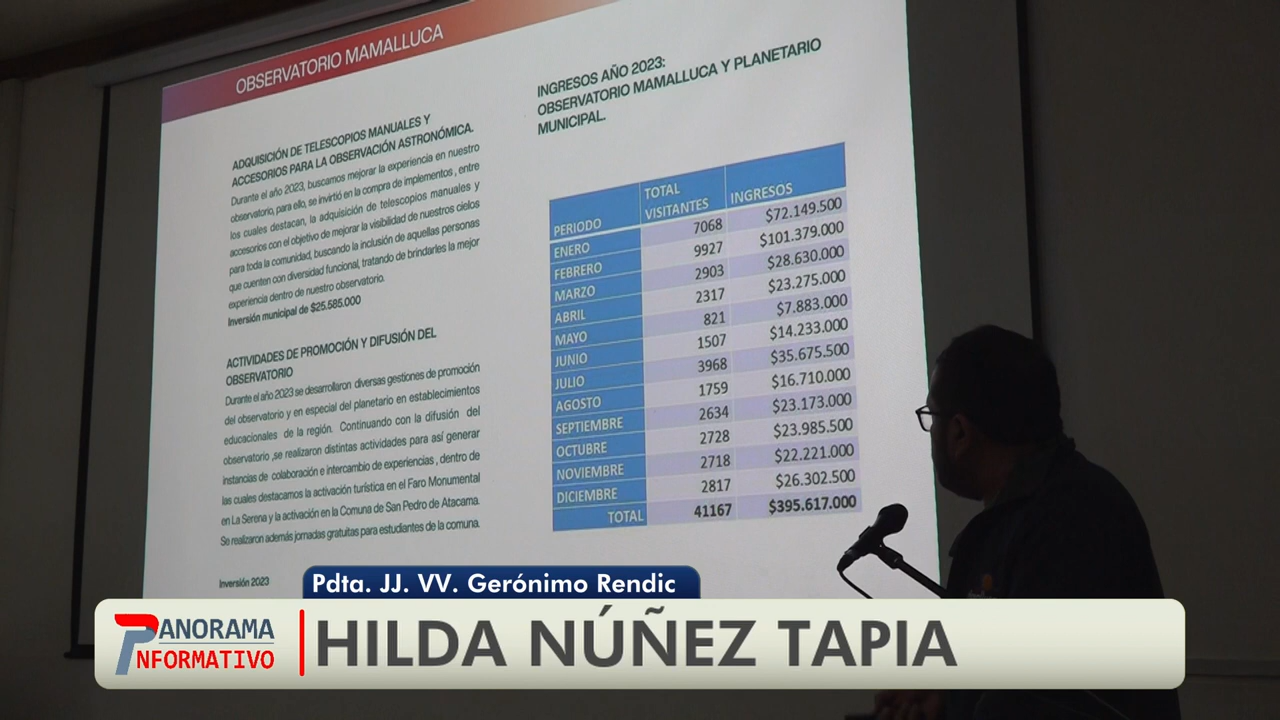 OBSERVATORIO MAMALLUCA
ADQUISICIÓN DE TELESCOPIOS MANUALES Y
ACCESORIOS PARA LA OBSERVACIÓN ASTRONÓMICA.
Durante el año 2023, buscamos mejorar la experiencia en nuestro
observatorio, para ello, se invirtió en la compra de implementos , entre
los cuales destacan, la adquisición de telescopios manuales y
accesorios con el objetivo de mejorar la visibilidad de nuestros cielos
para toda la comunidad, buscando la inclusión de aquellas personas
que cuenten con diversidad funcional, tratando de brindarles la mejor
experiencia dentro de nuestro observatorio.
Inversión municipal de $25.585.000
ACTIVIDADES DE PROMOCIÓN Y DIFUSIÓN DEL
OBSERVATORIO
Durante el año 2023 se desarrollaron diversas gestiones de promoción
del observatorio y en especial del planetario en establecimientos
educacionales de la región. Continuando con la difusión del
observatorio ,se realizaron distintas actividades para así generar
instancias de colaboración e intercambio de experiencias , dentro de
las cuales destacamos la activación turística en el Faro Monumental
en La Serena y la activación en la Comuna de San Pedro de Atacama.
Se realizaron además jornadas gratuitas para estudiantes de la comuna.
Inversión 2023
INGRESOS AÑO 2023:
OBSERVATORIO MAMALLUCA Y PLANETARIO
MUNICIPAL.
PERIODO TOTAL VISITANTES INGRESOS
ENERO 7068 $72.149.500
FEBRERO 9927 $101.379.000
MARZO 2903 $28.630.000
ABRIL 2317 $23.275.000
MAYO 821 $7.883.000
JUNIO 1507 $14.233.000
JULIO 3968 $35.675.500
AGOSTO 1759 $16.710.000
SEPTIEMBRE 2634 $23.173.000
OCTUBRE 2728 $23.985.500
NOVIEMBRE 2718 $22.221.000
DICIEMBRE 2817 $26.302.500
TOTAL 41167 $395.617.000
Pdta. JJ. VV. Gerónimo Rendic
PANORAMA
INFORMATIVO
HILDA NÚÑEZ TAPIA